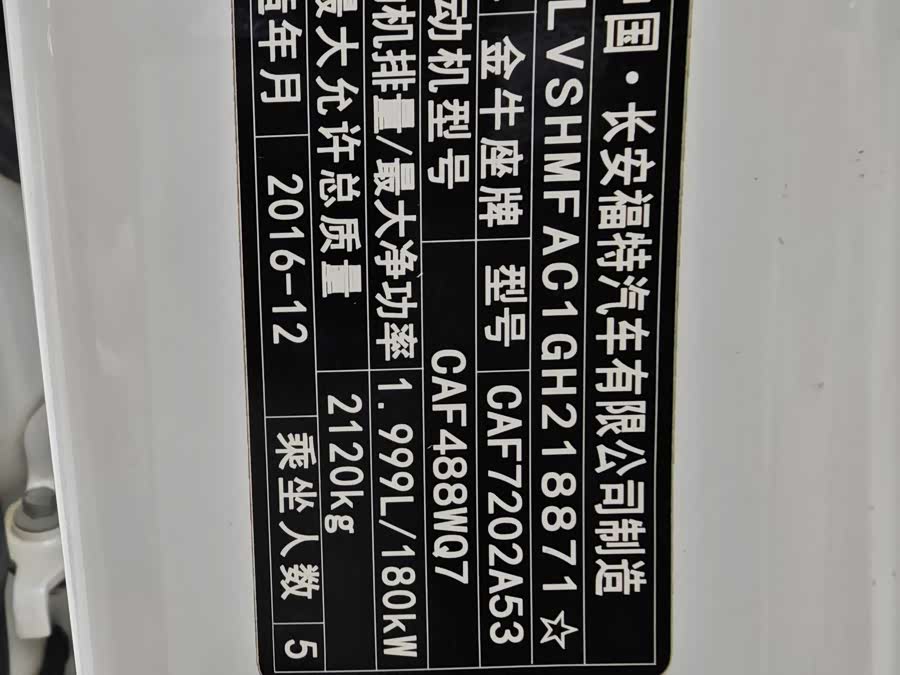 中国·长安福特汽车有限公司制造
LVSHMFAC1GH218871☆
金牛座牌 型号 CAF7202A53
动机型号 CAF488WQ7
机排量/最大净功率 1.999L/180kW
最大允许总质量 2120kg
造年月 2016-12 乘坐人数 5